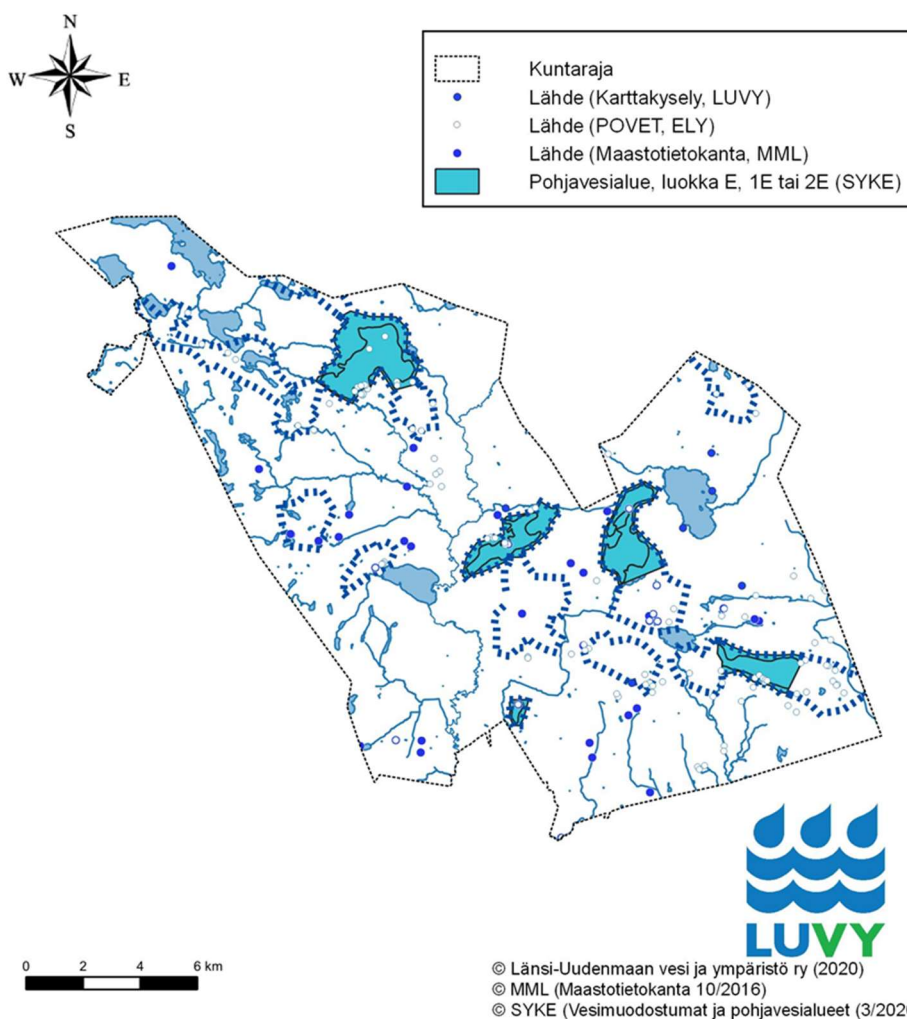 N
W E
S
Kuntaraja
Lähde (Karttakysely, LUVY)
Lähde (POVET, ELY)
Lähde (Maastotietokanta, MML)
Pohjavesialue, luokka E, 1E tai 2E (SYKE)
LUVY
0 2 4 6 km
© Länsi-Uudenmaan vesi ja ympäristö ry (2020)
© MML (Maastotietokanta 10/2016)
© SYKE (Vesimuodostumat ja pohjavesialueet (3/2020